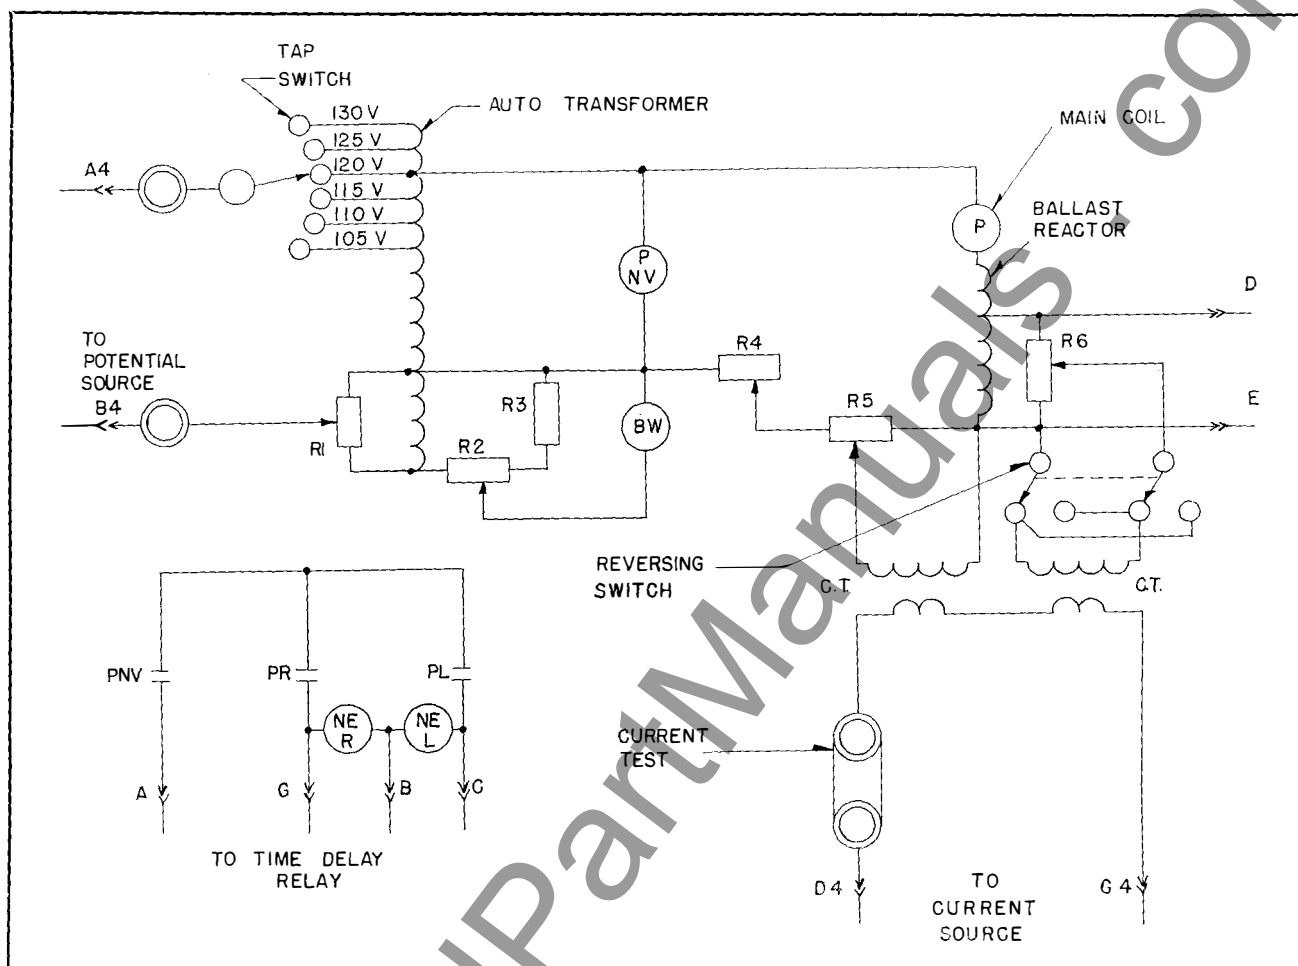 TAP
SWITCH
130 V
125 V
120 V
115 V
110 V
105 V
AUTO TRANSFORMER
MAIN COIL
A4
P
BALLAST
REACTOR
P
NV
D
TO
POTENTIAL
SOURCE
B4
R1
R2
R3
R4
R5
R6
BW
E
REVERSING
SWITCH
C.T.
C.T.
PNV
PR
PL
NE
R
NE
L
A
G
B
C
TO TIME DELAY
RELAY
CURRENT
TEST
D4
TO
CURRENT
SOURCE
G4
lPartManuals . co